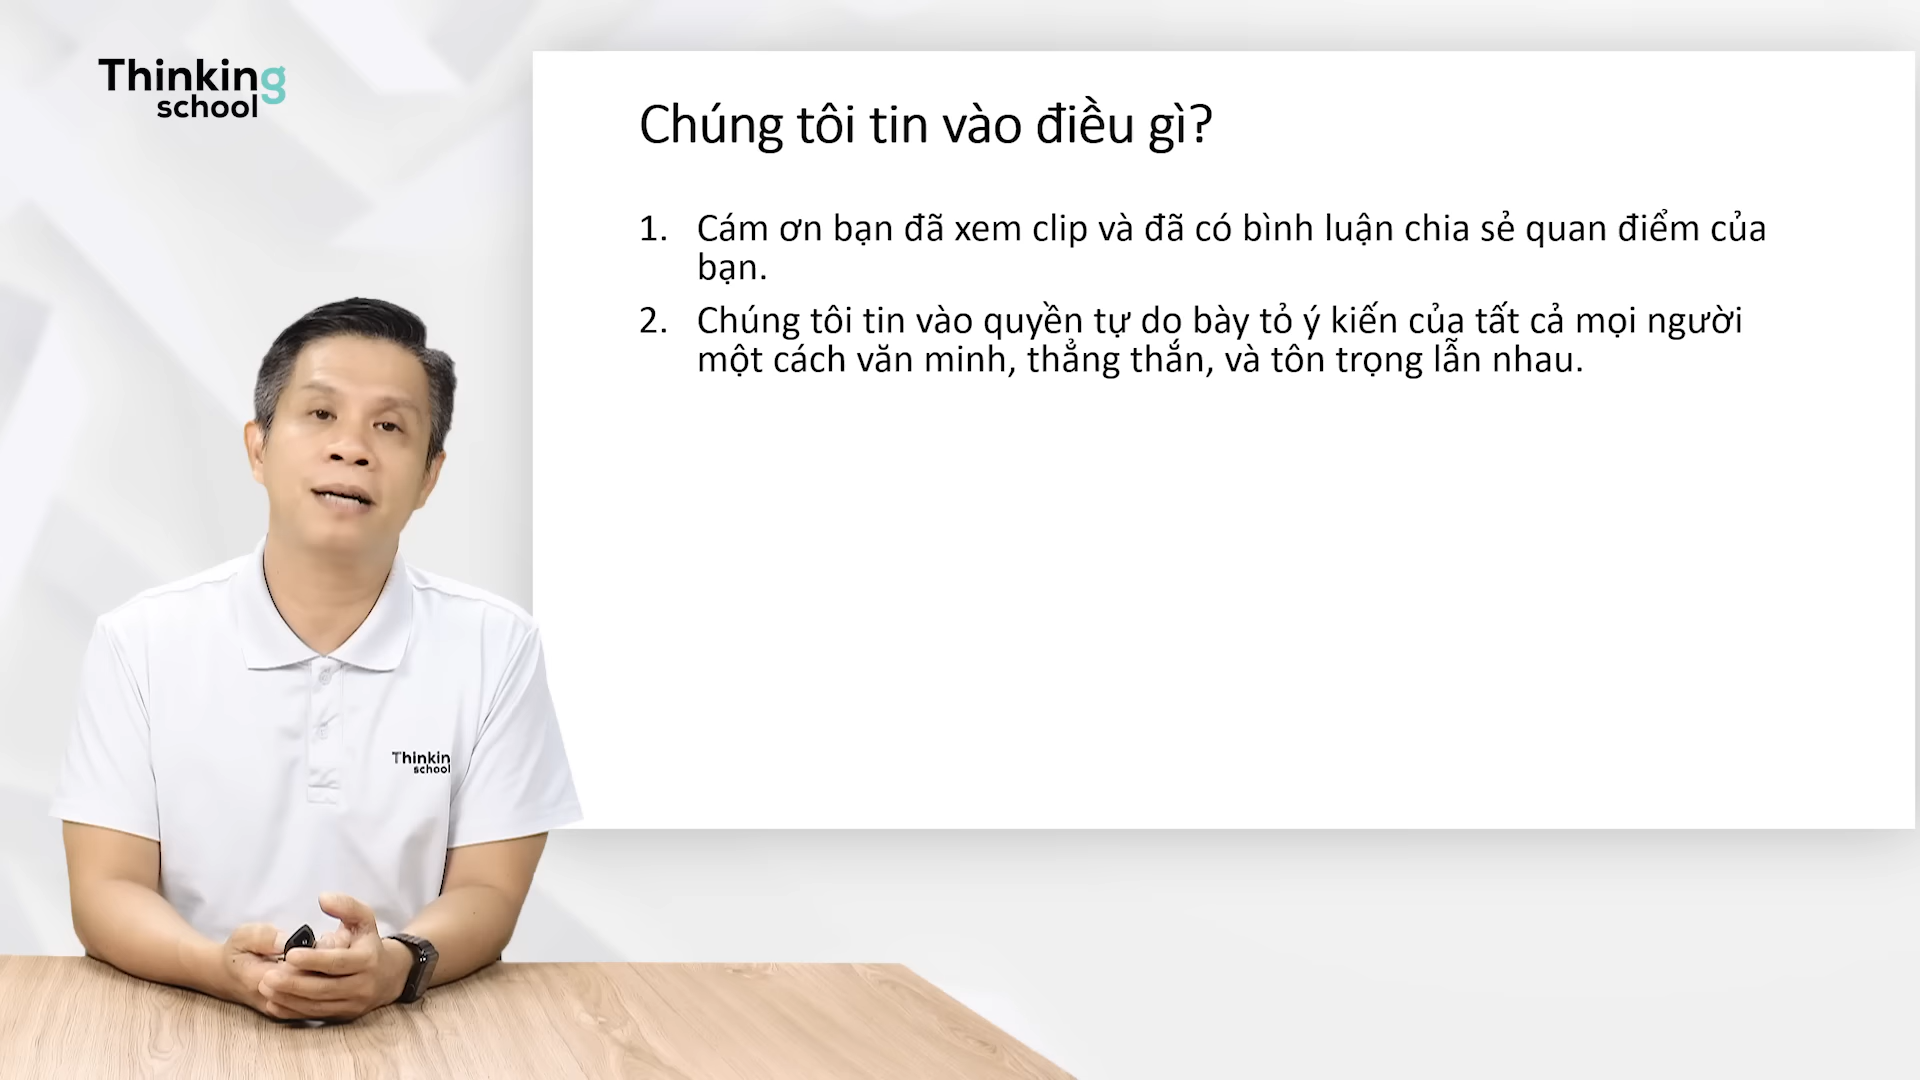 Thinking
school
Chúng tôi tin vào điều gì?
1. Cám ơn bạn đã xem clip và đã có bình luận chia sẻ quan điểm của
bạn.
2. Chúng tôi tin vào quyền tự do bày tỏ ý kiến của tất cả mọi người
một cách văn minh, thẳng thắn, và tôn trọng lẫn nhau.
Thinkin
school